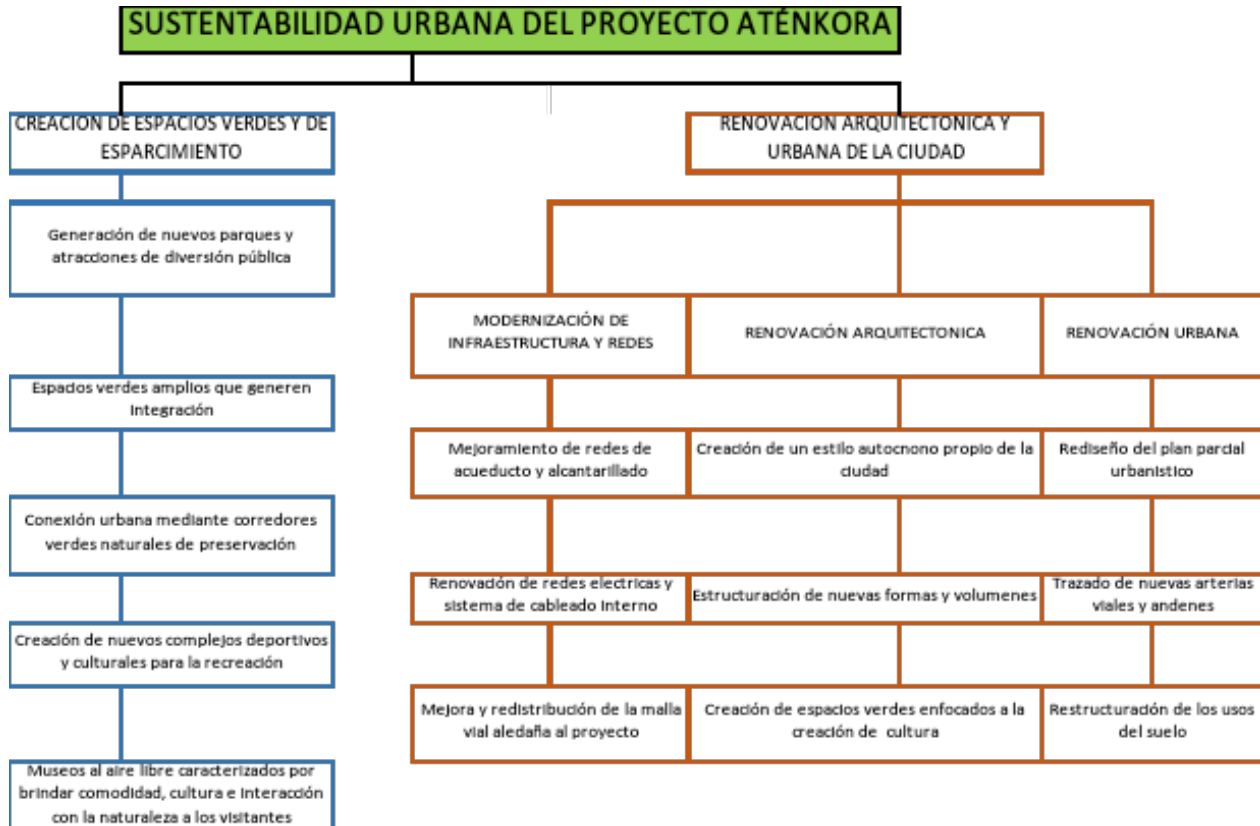 SUSTENTABILIDAD URBANA DEL PROYECTO ATÉNKORA
CREACION DE ESPACIOS VERDES Y DE
ESPARCIMIENTO
Generación de nuevos parques y
atracciones de diversión pública
Espacios verdes amplios que generen
integración
Conexión urbana mediante corredores
verdes naturales de preservación
Creación de nuevos complejos deportivos
y culturales para la recreación
Museos al aire libre caracterizados por
brindar comodidad, cultura e interacción
con la naturaleza a los visitantes
RENOVACION ARQUITECTONICA Y
URBANA DE LA CIUDAD
MODERNIZACIÓN DE
INFRAESTRUCTURA Y REDES
Mejoramiento de redes de
acueducto y alcantarillado
Renovación de redes electricas y
sistema de cableado interno
Mejora y redistribución de la malla
vial aledaña al proyecto
RENOVACIÓN ARQUITECTONICA
Creación de un estilo autocnono propio de la
ciudad
Estructuración de nuevas formas y volumenes
Creación de espacios verdes enfocados a la
creación de cultura
RENOVACIÓN URBANA
Rediseño del plan parcial
urbanistico
Trazado de nuevas arterias
viales y andenes
Restructuración de los usos
del suelo